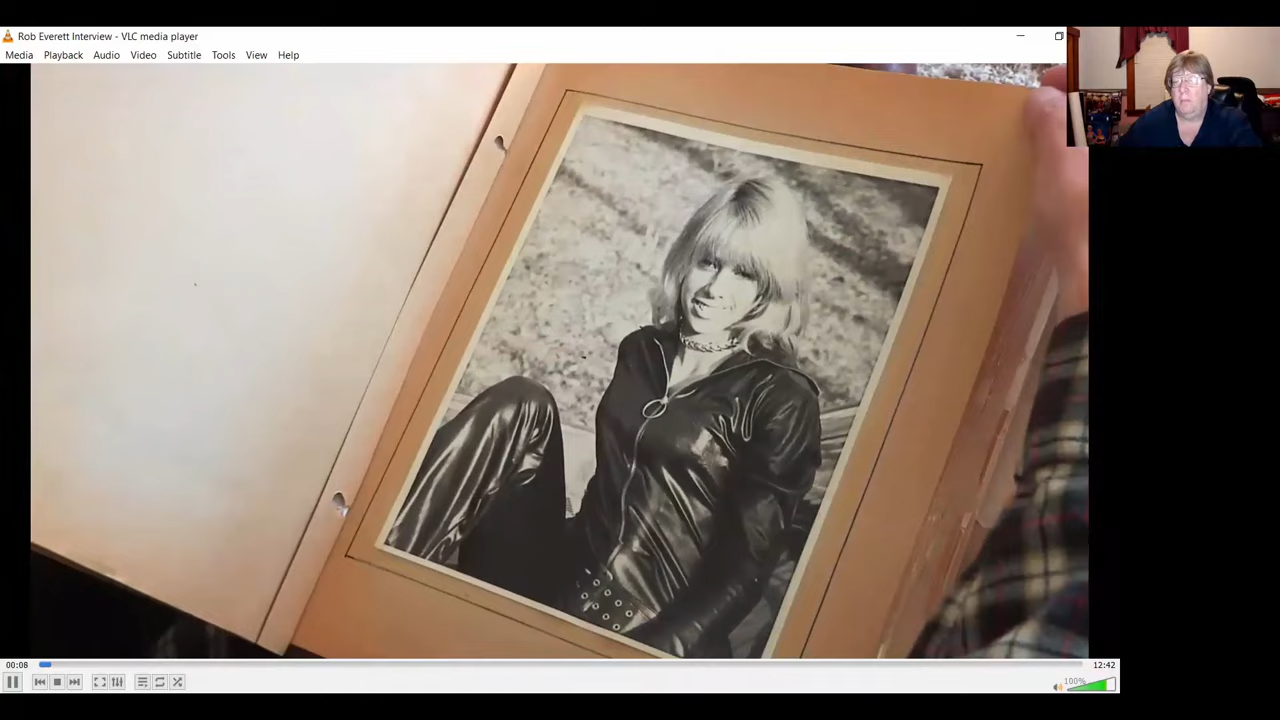 Rob Everett Interview - VLC media player
Media Playback Audio Video Subtitle Tools View Help
00:08
12:42
100%